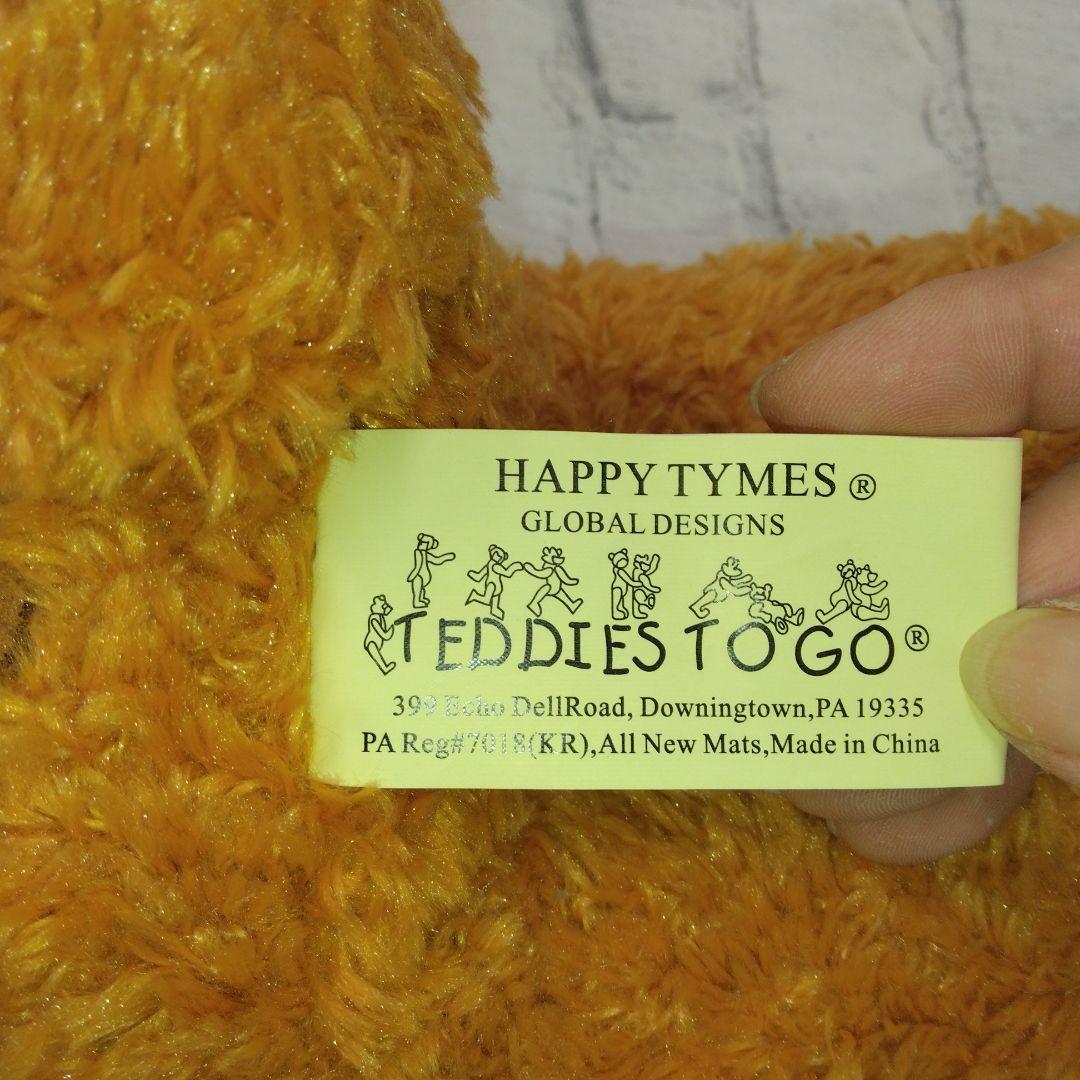 HAPPY TYMES ®
GLOBAL DESIGNS
TEDDIES TO GO ®
399 Echo DellRoad, Downingtown,PA 19335
PA Reg#7018(KR),All New Mats,Made in China